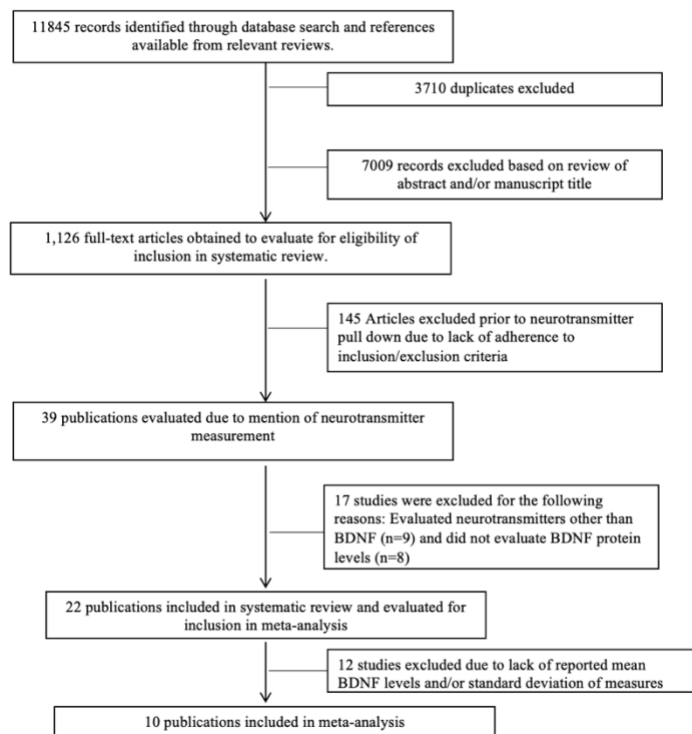 11845 records identified through database search and references
available from relevant reviews.
3710 duplicates excluded
7009 records excluded based on review of
abstract and/or manuscript title
1,126 full-text articles obtained to evaluate for eligibility of
inclusion in systematic review.
145 Articles excluded prior to neurotransmitter
pull down due to lack of adherence to
inclusion/exclusion criteria
39 publications evaluated due to mention of neurotransmitter
measurement
17 studies were excluded for the following
reasons: Evaluated neurotransmitters other than
BDNF (n=9) and did not evaluate BDNF protein
levels (n=8)
22 publications included in systematic review and evaluated for
inclusion in meta-analysis
12 studies excluded due to lack of reported mean
BDNF levels and/or standard deviation of measures
10 publications included in meta-analysis